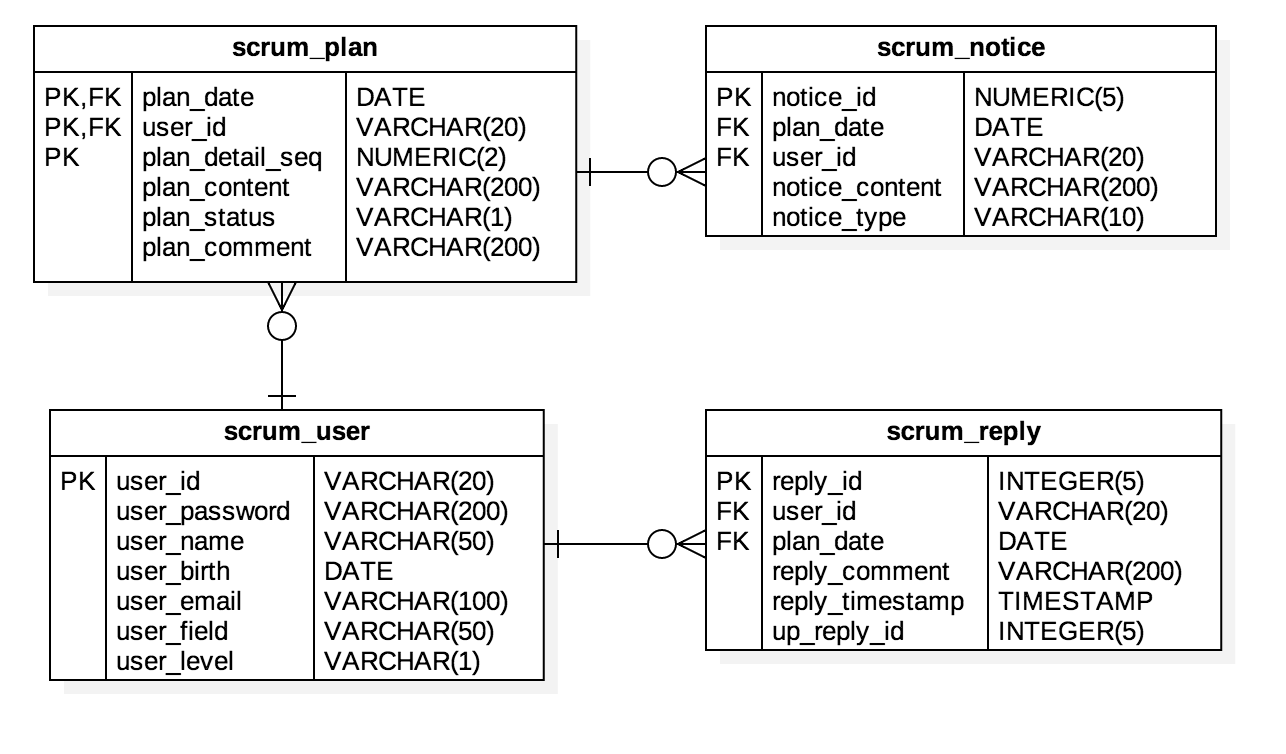 scrum_plan
PK,FK plan_date DATE
PK,FK user_id VARCHAR(20)
PK plan_detail_seq NUMERIC(2)
plan_content VARCHAR(200)
plan_status VARCHAR(1)
plan_comment VARCHAR(200)
scrum_notice
PK notice_id NUMERIC(5)
FK plan_date DATE
FK user_id VARCHAR(20)
notice_content VARCHAR(200)
notice_type VARCHAR(10)
scrum_user
PK user_id VARCHAR(20)
user_password VARCHAR(200)
user_name VARCHAR(50)
user_birth DATE
user_email VARCHAR(100)
user_field VARCHAR(50)
user_level VARCHAR(1)
scrum_reply
PK reply_id INTEGER(5)
FK user_id VARCHAR(20)
FK plan_date DATE
reply_comment VARCHAR(200)
reply_timestamp TIMESTAMP
up_reply_id INTEGER(5)